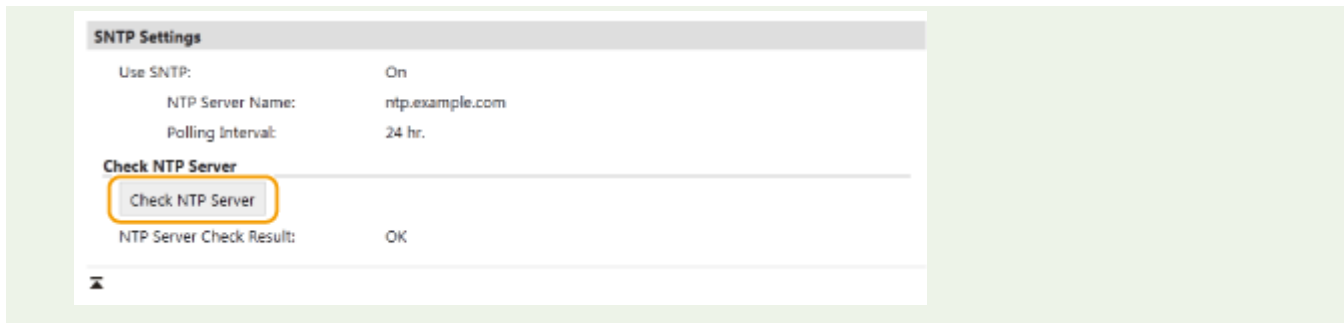 SNTP Settings
Use SNTP: On
NTP Server Name: ntp.example.com
Polling Interval: 24 hr.
Check NTP Server
Check NTP Server
NTP Server Check Result: OK